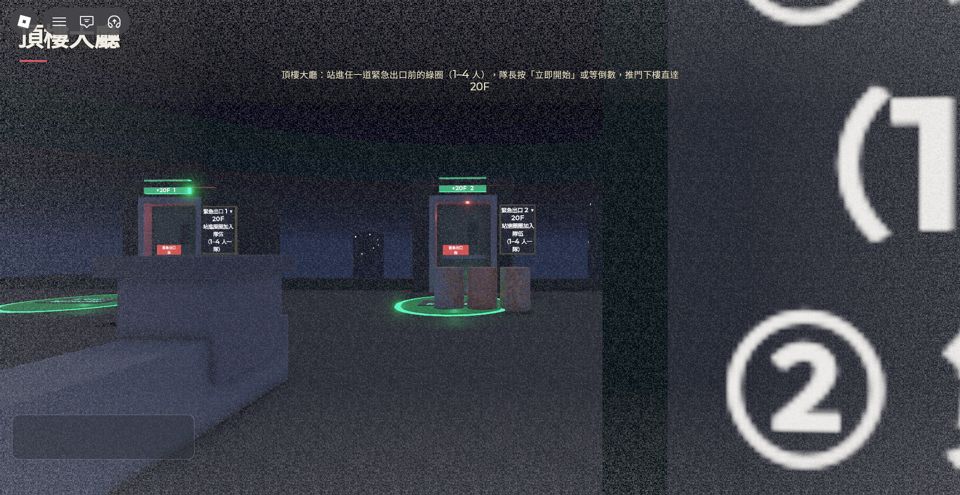 頂樓大廳
頂樓大廳：站進任一道緊急出口前的綠圈（1–4 人），隊長按「立即開始」或等倒數，推門下樓直達
20F
+20F 1
緊急出口 1
20F
站進綠圈加入
隊伍
（1–4 人一
隊）
+20F 2
緊急出口 2
20F
站進綠圈加入
隊伍
（1–4 人一
隊）
（1
②